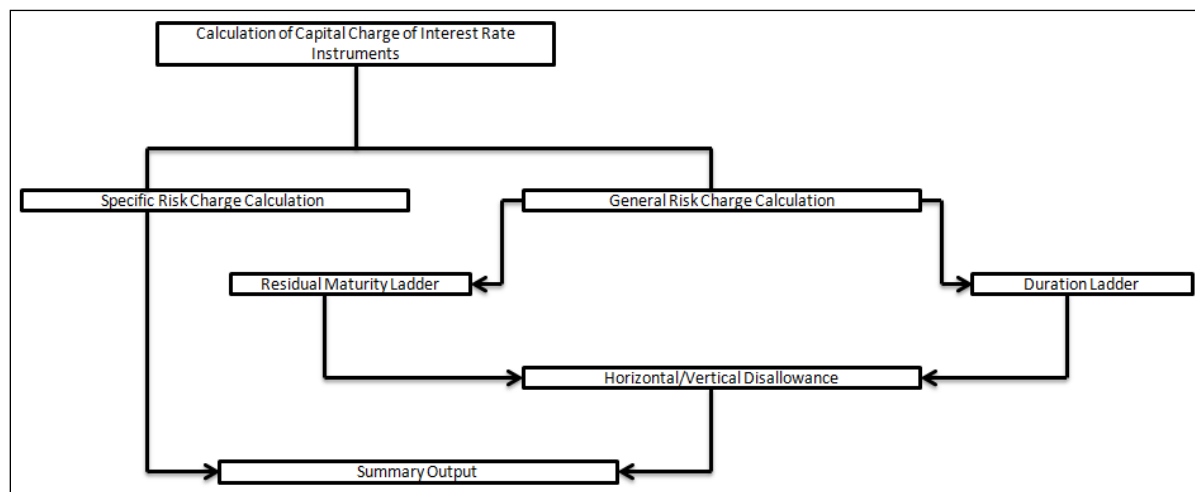 Calculation of Capital Charge of Interest Rate
Instruments
Specific Risk Charge Calculation
General Risk Charge Calculation
Residual Maturity Ladder
Duration Ladder
Horizontal/Vertical Disallowance
Summary Output